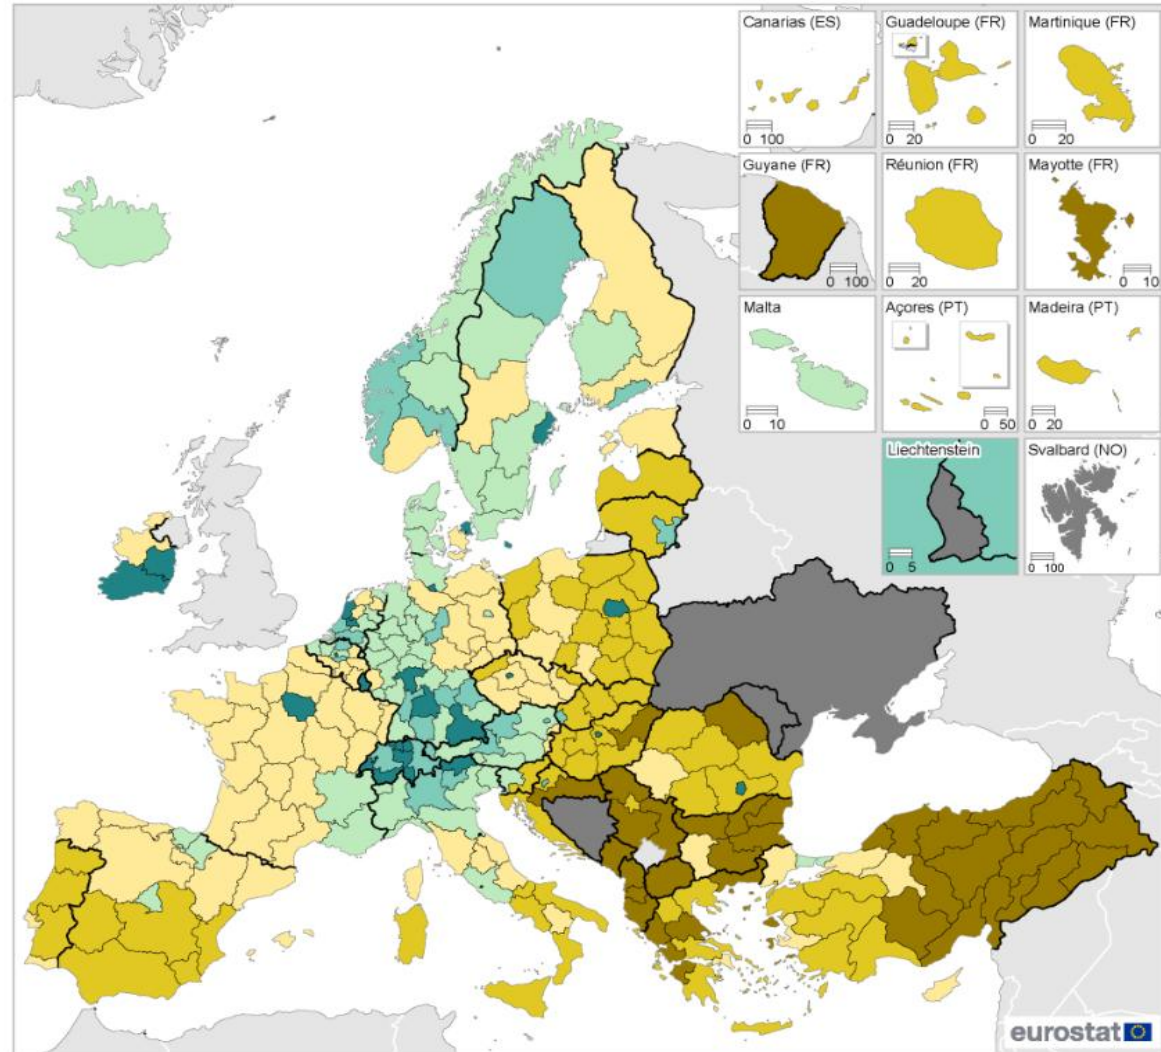 Canarias (ES)
0 100
Guadeloupe (FR)
0 20
Martinique (FR)
0 20
Guyane (FR)
0 100
Réunion (FR)
0 20
Mayotte (FR)
0 10
Malta
0 10
Açores (PT)
0 50
Madeira (PT)
0 20
Liechtenstein
0 5
Svalbard (NO)
0 100
eurostat